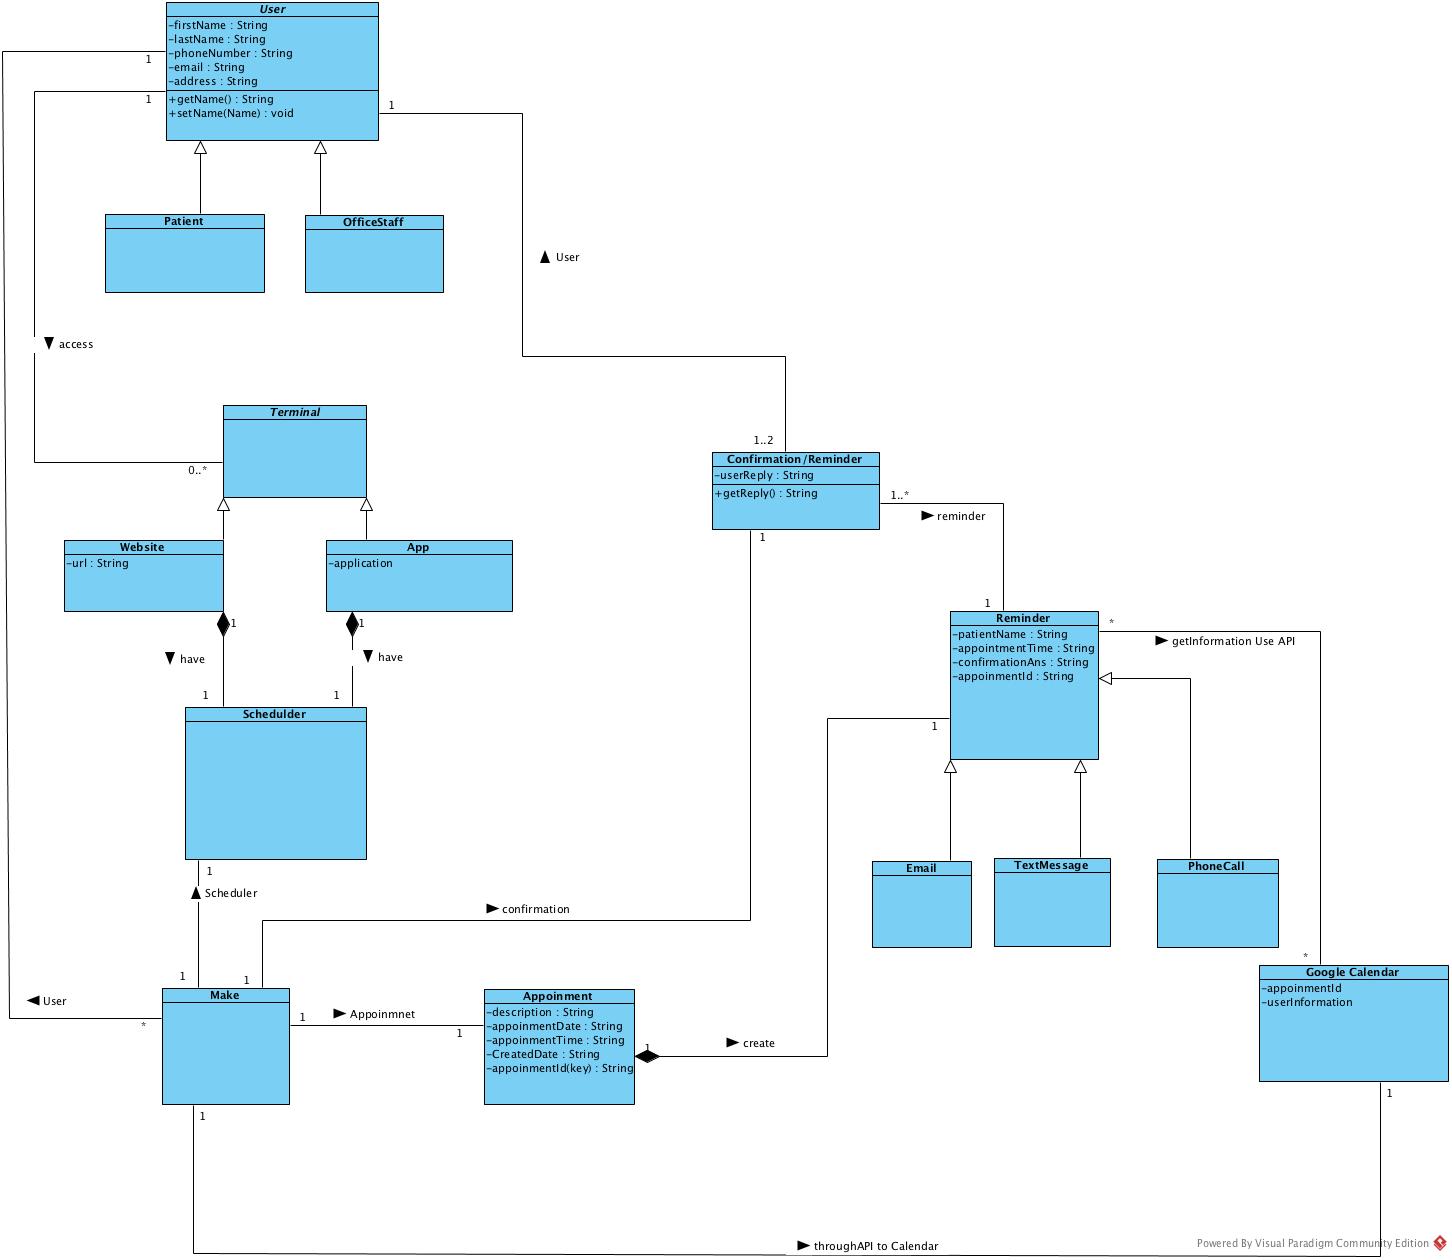 User
-firstName : String
-lastName : String
-phoneNumber : String
-email : String
-address : String
+getName() : String
+setName(Name) : void
1
1
1
Patient
OfficeStaff
User
access
Terminal
0..*
1..2
Confirmation/Reminder
-userReply : String
+getReply() : String
1..*
reminder
1
Website
-url : String
App
-application
1
1
have
have
1
1
Schedulder
1
Reminder
-patientName : String
-appointmentTime : String
-confirmationAns : String
-appoinmentId : String
*
getInformation Use API
1
1
Scheduler
Email
TextMessage
PhoneCall
confirmation
1
1
*
Google Calendar
-appoinmentId
-userInformation
User
*
Make
1
Appoinmnet
1
Appoinment
-description : String
-appoinmentDate : String
-appoinmentTime : String
-CreatedDate : String
-appoinmentId(key) : String
1
create
1
1
throughAPI to Calendar
Powered By Visual Paradigm Community Edition